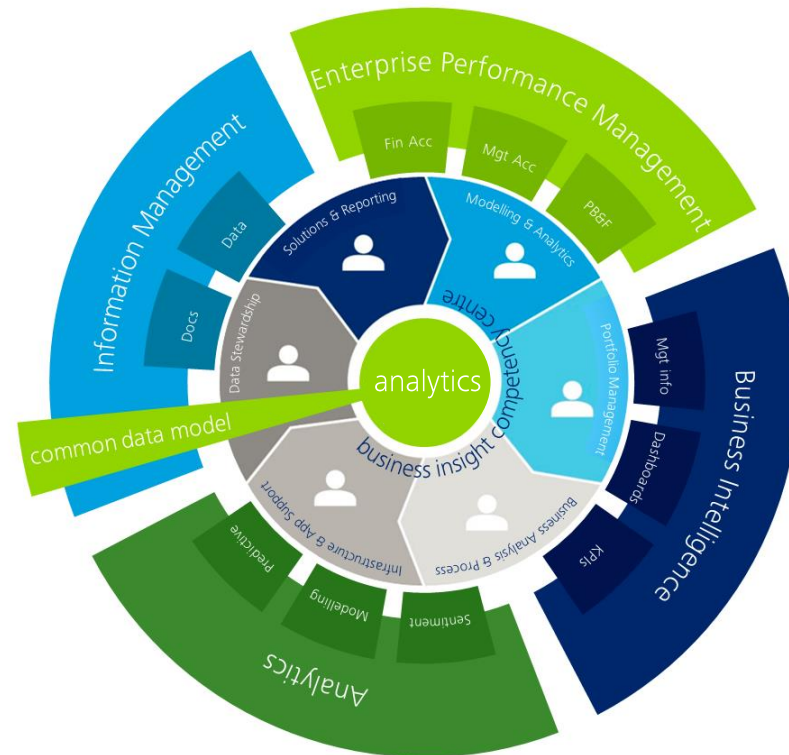 Enterprise Performance Management
Fin Acc
Mgt Acc
PB&F
Information Management
Data
Docs
Business Intelligence
Mgt info
Dashboards
KPIs
Analytics
Predictive
Modelling
Sentiment
common data model
Solutions & Reporting
Modelling & Analytics
Portfolio Management
Business Analysis & Process
Infrastructure & App Support
Data Stewardship
business insight competency centre
analytics